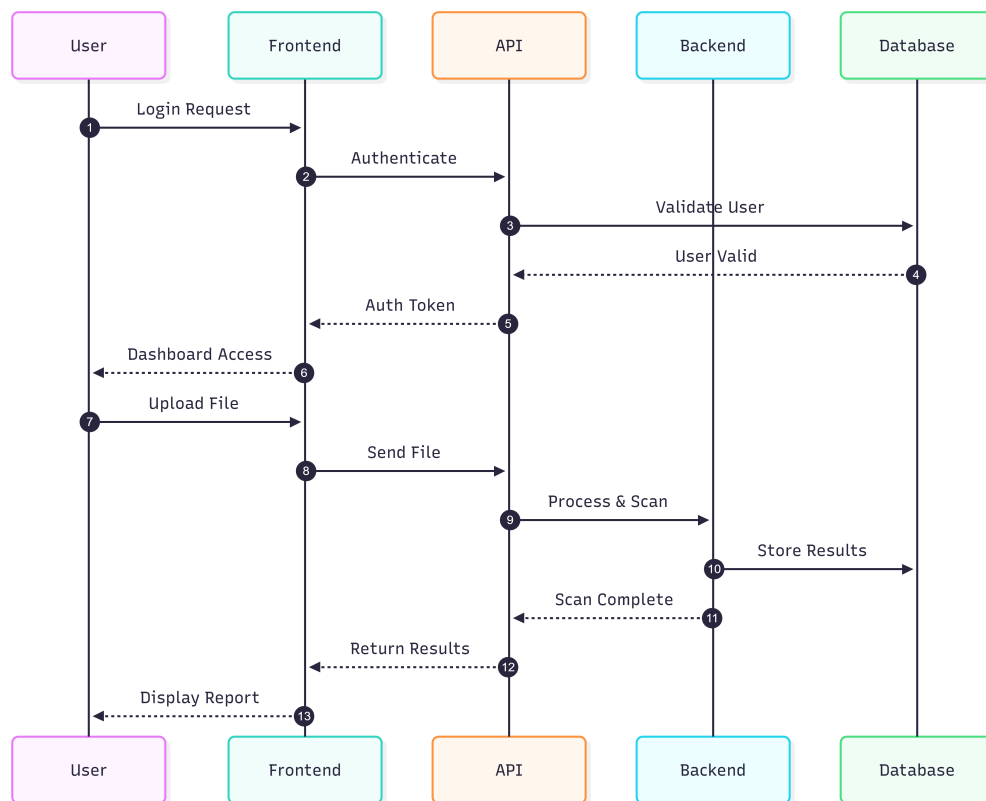 User
Frontend
API
Backend
Database
Login Request
1
Authenticate
2
Validate User
3
User Valid
4
Auth Token
5
Dashboard Access
6
Upload File
7
Send File
8
Process & Scan
9
Store Results
10
Scan Complete
11
Return Results
12
Display Report
13
User
Frontend
API
Backend
Database